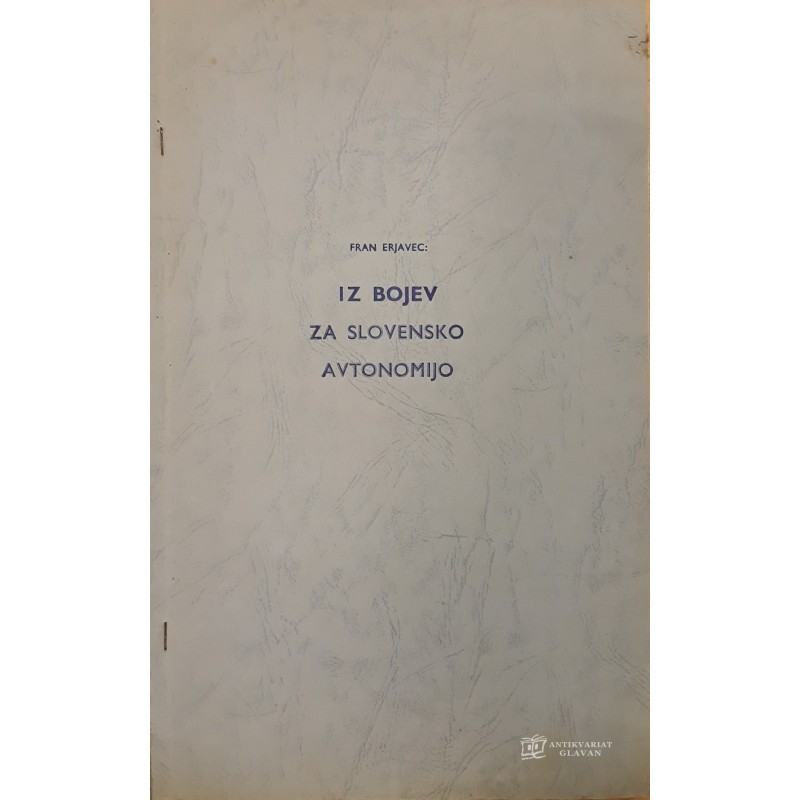 FRAN ERJAVEC:
IZ BOJEV
ZA SLOVENSKO
AVTONOMIJO
ANTIKVARIAT
GLAVAN